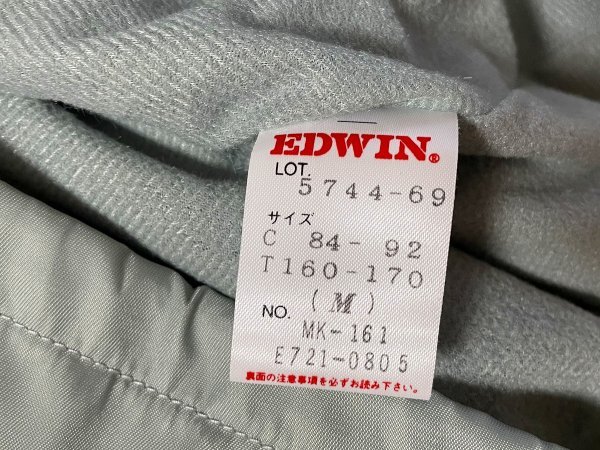 EDWIN®
LOT. 5744-69
サイズ
C 84- 92
T160-170
(M)
NO. MK-161
E721-0805
裏面の注意事項を必ずお読み下さい。